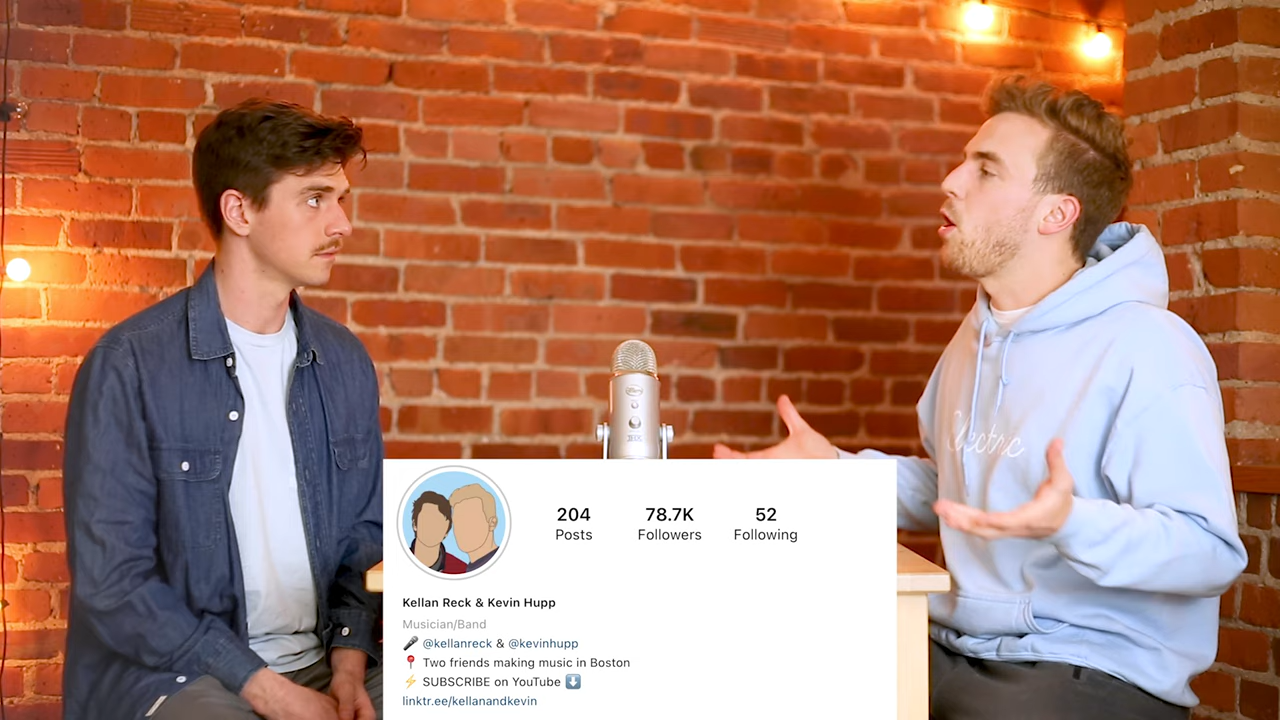 Electric
204 78.7K 52
Posts Followers Following
Kellan Reck & Kevin Hupp
Musician/Band
🎤 @kellanreck & @kevinhupp
📍 Two friends making music in Boston
⚡ SUBSCRIBE on YouTube ⬇️
linktr.ee/kellanandkevin